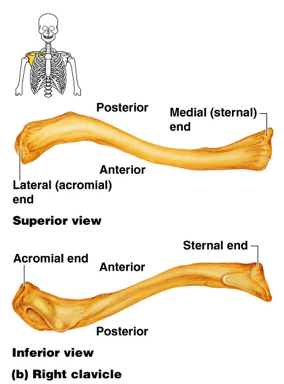 Posterior
Medial (sternal)
end
Anterior
Lateral (acromial)
end
Superior view
Sternal end
Acromial end
Anterior
Posterior
Inferior view
(b) Right clavicle